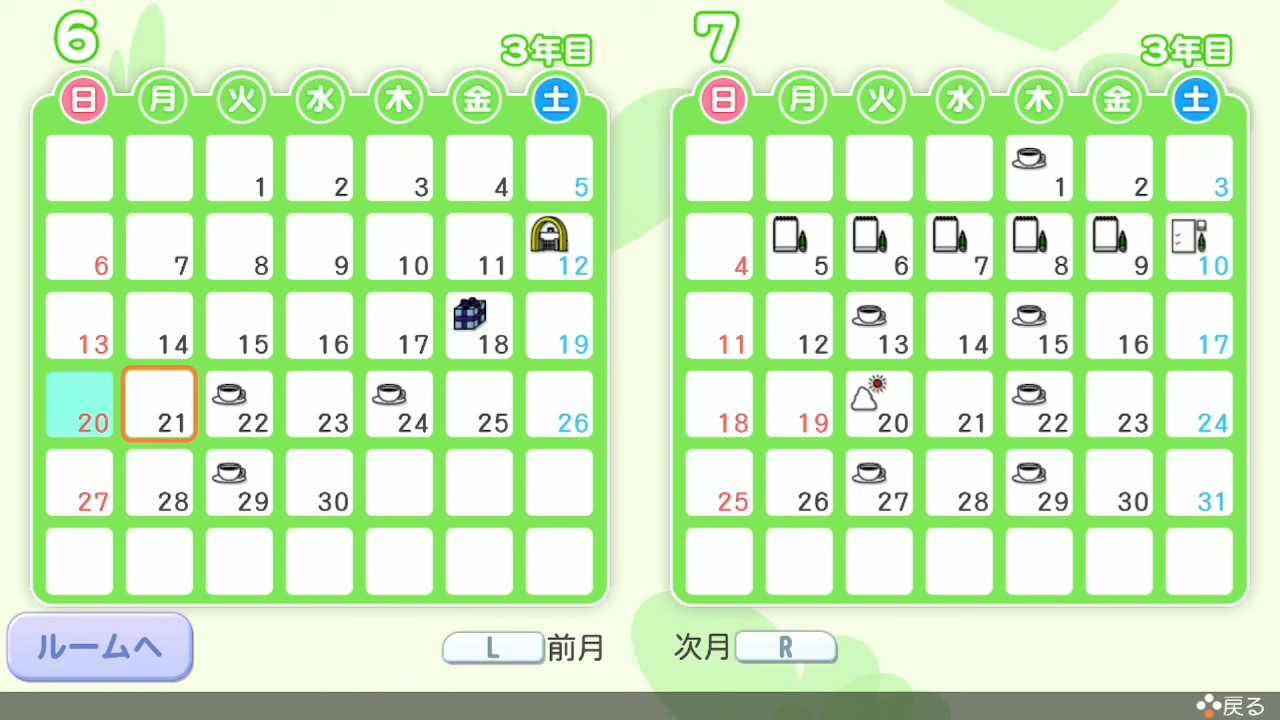 6
3年目
日 月 火 水 木 金 土
1 2 3 4 5
6 7 8 9 10 11 12
13 14 15 16 17 18 19
20 21 22 23 24 25 26
27 28 29 30
7
3年目
日 月 火 水 木 金 土
1 2 3
4 5 6 7 8 9 10
11 12 13 14 15 16 17
18 19 20 21 22 23 24
25 26 27 28 29 30 31
ルームへ
L 前月
次月 R
戻る